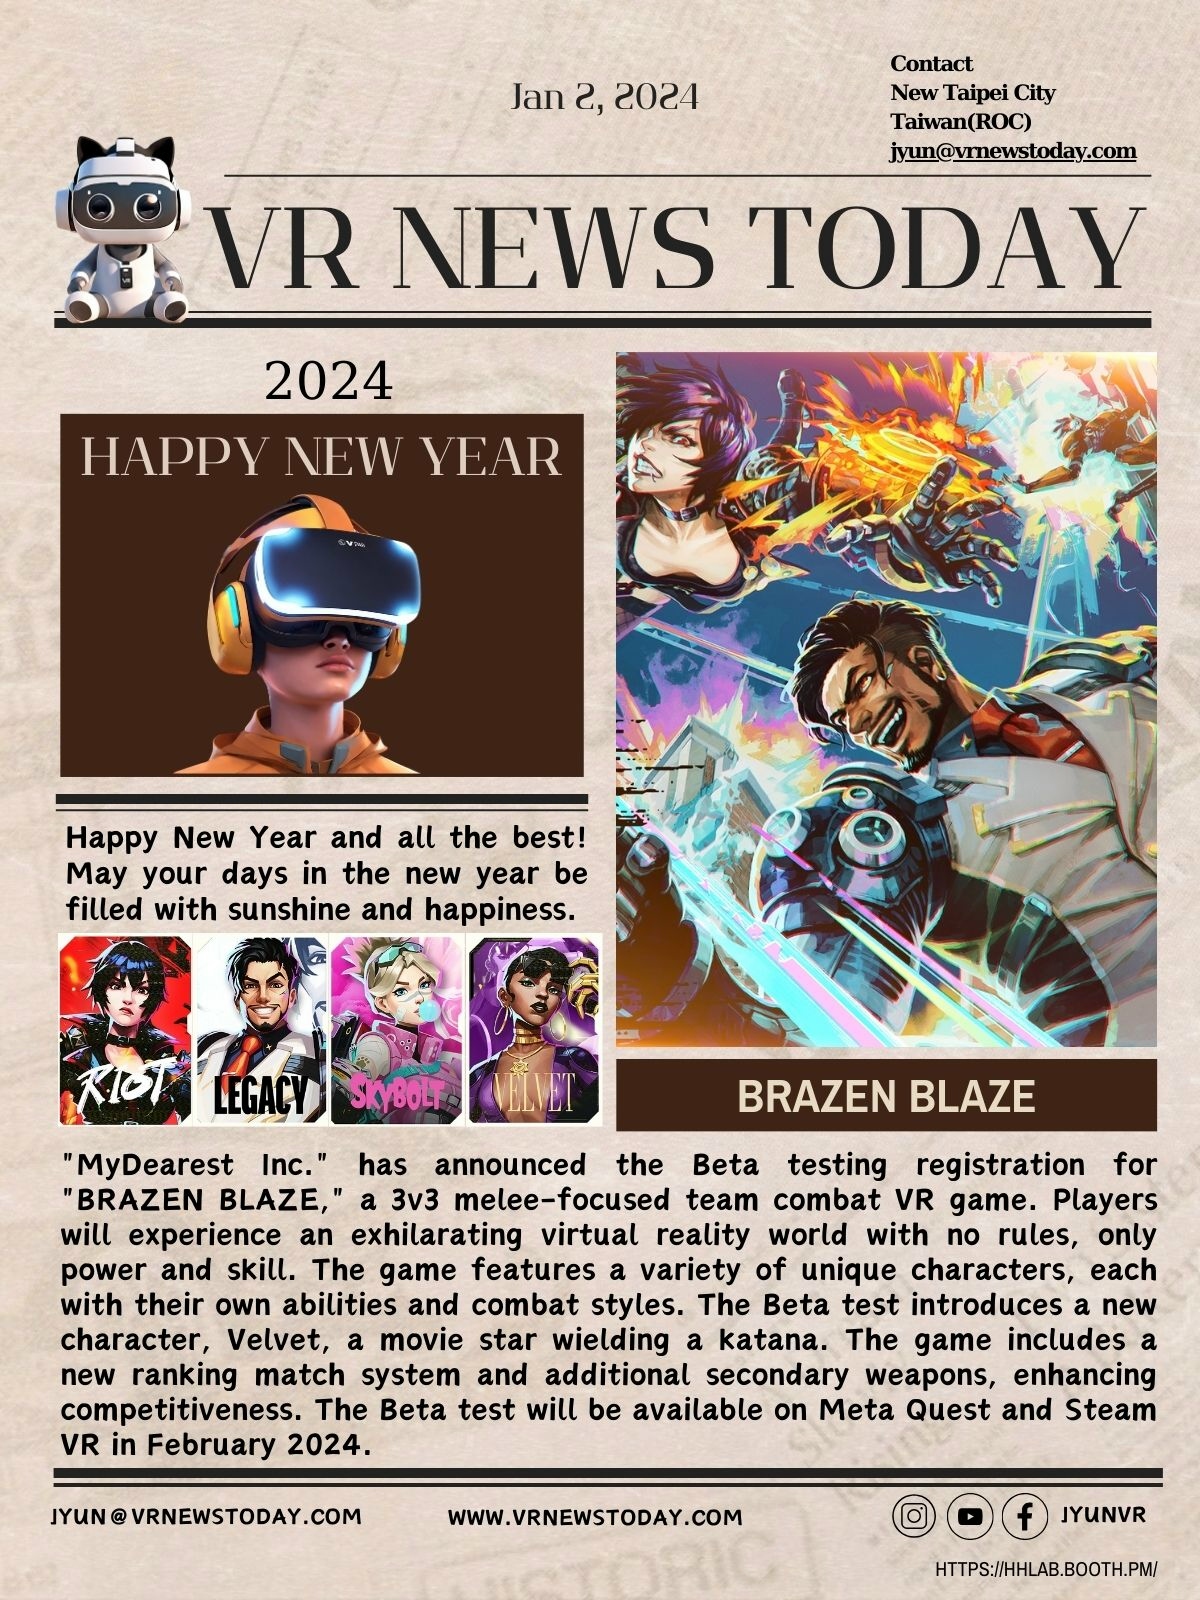 Jan 2, 2024
Contact
New Taipei City
Taiwan(ROC)
jyun@vrnewstoday.com
VR NEWS TODAY
2024
HAPPY NEW YEAR
Happy New Year and all the best!
May your days in the new year be
filled with sunshine and happiness.
RIOT
LEGACY
SKYBOLT
VELVET
BRAZEN BLAZE
"MyDearest Inc." has announced the Beta testing registration for
"BRAZEN BLAZE," a 3v3 melee-focused team combat VR game. Players
will experience an exhilarating virtual reality world with no rules, only
power and skill. The game features a variety of unique characters, each
with their own abilities and combat styles. The Beta test introduces a new
character, Velvet, a movie star wielding a katana. The game includes a
new ranking match system and additional secondary weapons, enhancing
competitiveness. The Beta test will be available on Meta Quest and Steam
VR in February 2024.
JYUN@VRNEWSTODAY.COM
WWW.VRNEWSTODAY.COM
JYUNVR
HTTPS://HHLAB.BOOTH.PM/